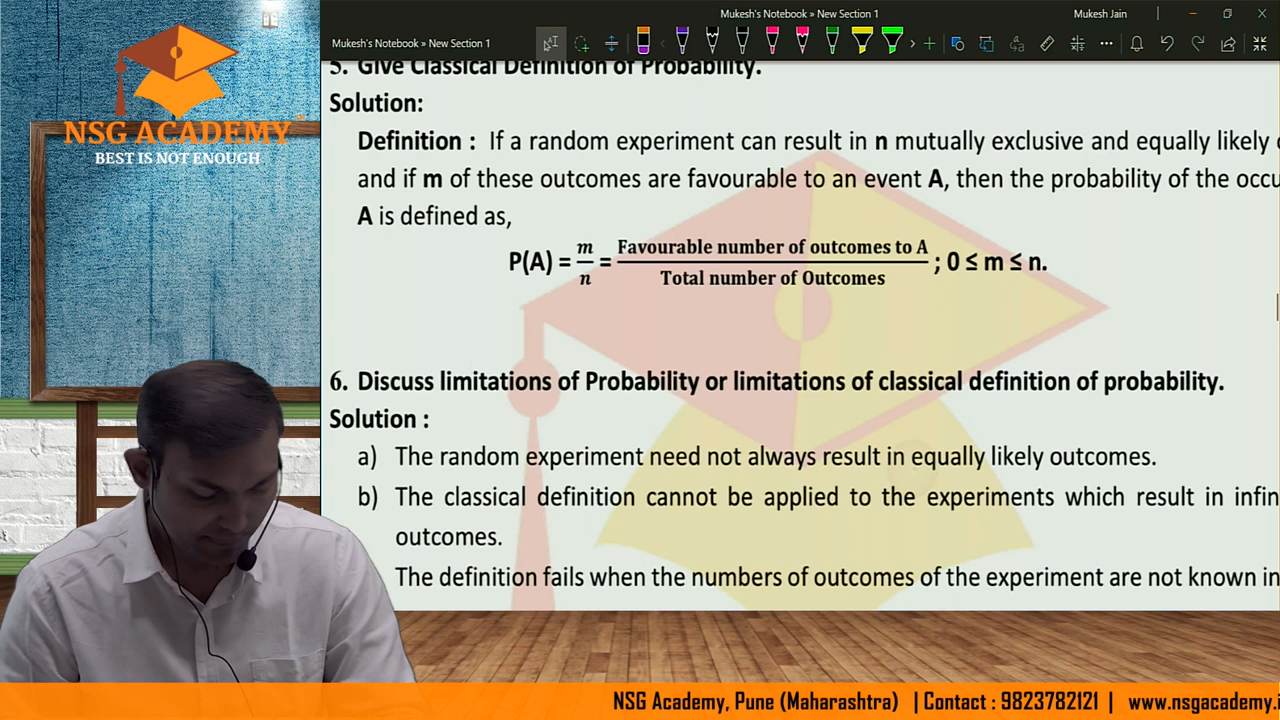 Mukesh's Notebook » New Section 1
Mukesh Jain
Mukesh's Notebook » New Section 1
NSG ACADEMY
BEST IS NOT ENOUGH
5. Give Classical Definition of Probability.
Solution:
Definition : If a random experiment can result in n mutually exclusive and equally likely
and if m of these outcomes are favourable to an event A, then the probability of the
A is defined as,
P(A) = m/n = Favourable number of outcomes to A / Total number of Outcomes ; 0 ≤ m ≤ n.
6. Discuss limitations of Probability or limitations of classical definition of probability.
Solution :
a) The random experiment need not always result in equally likely outcomes.
b) The classical definition cannot be applied to the experiments which result in
outcomes.
The definition fails when the numbers of outcomes of the experiment are not known in
NSG Academy, Pune (Maharashtra) | Contact : 9823782121 | www.nsgacademy.i